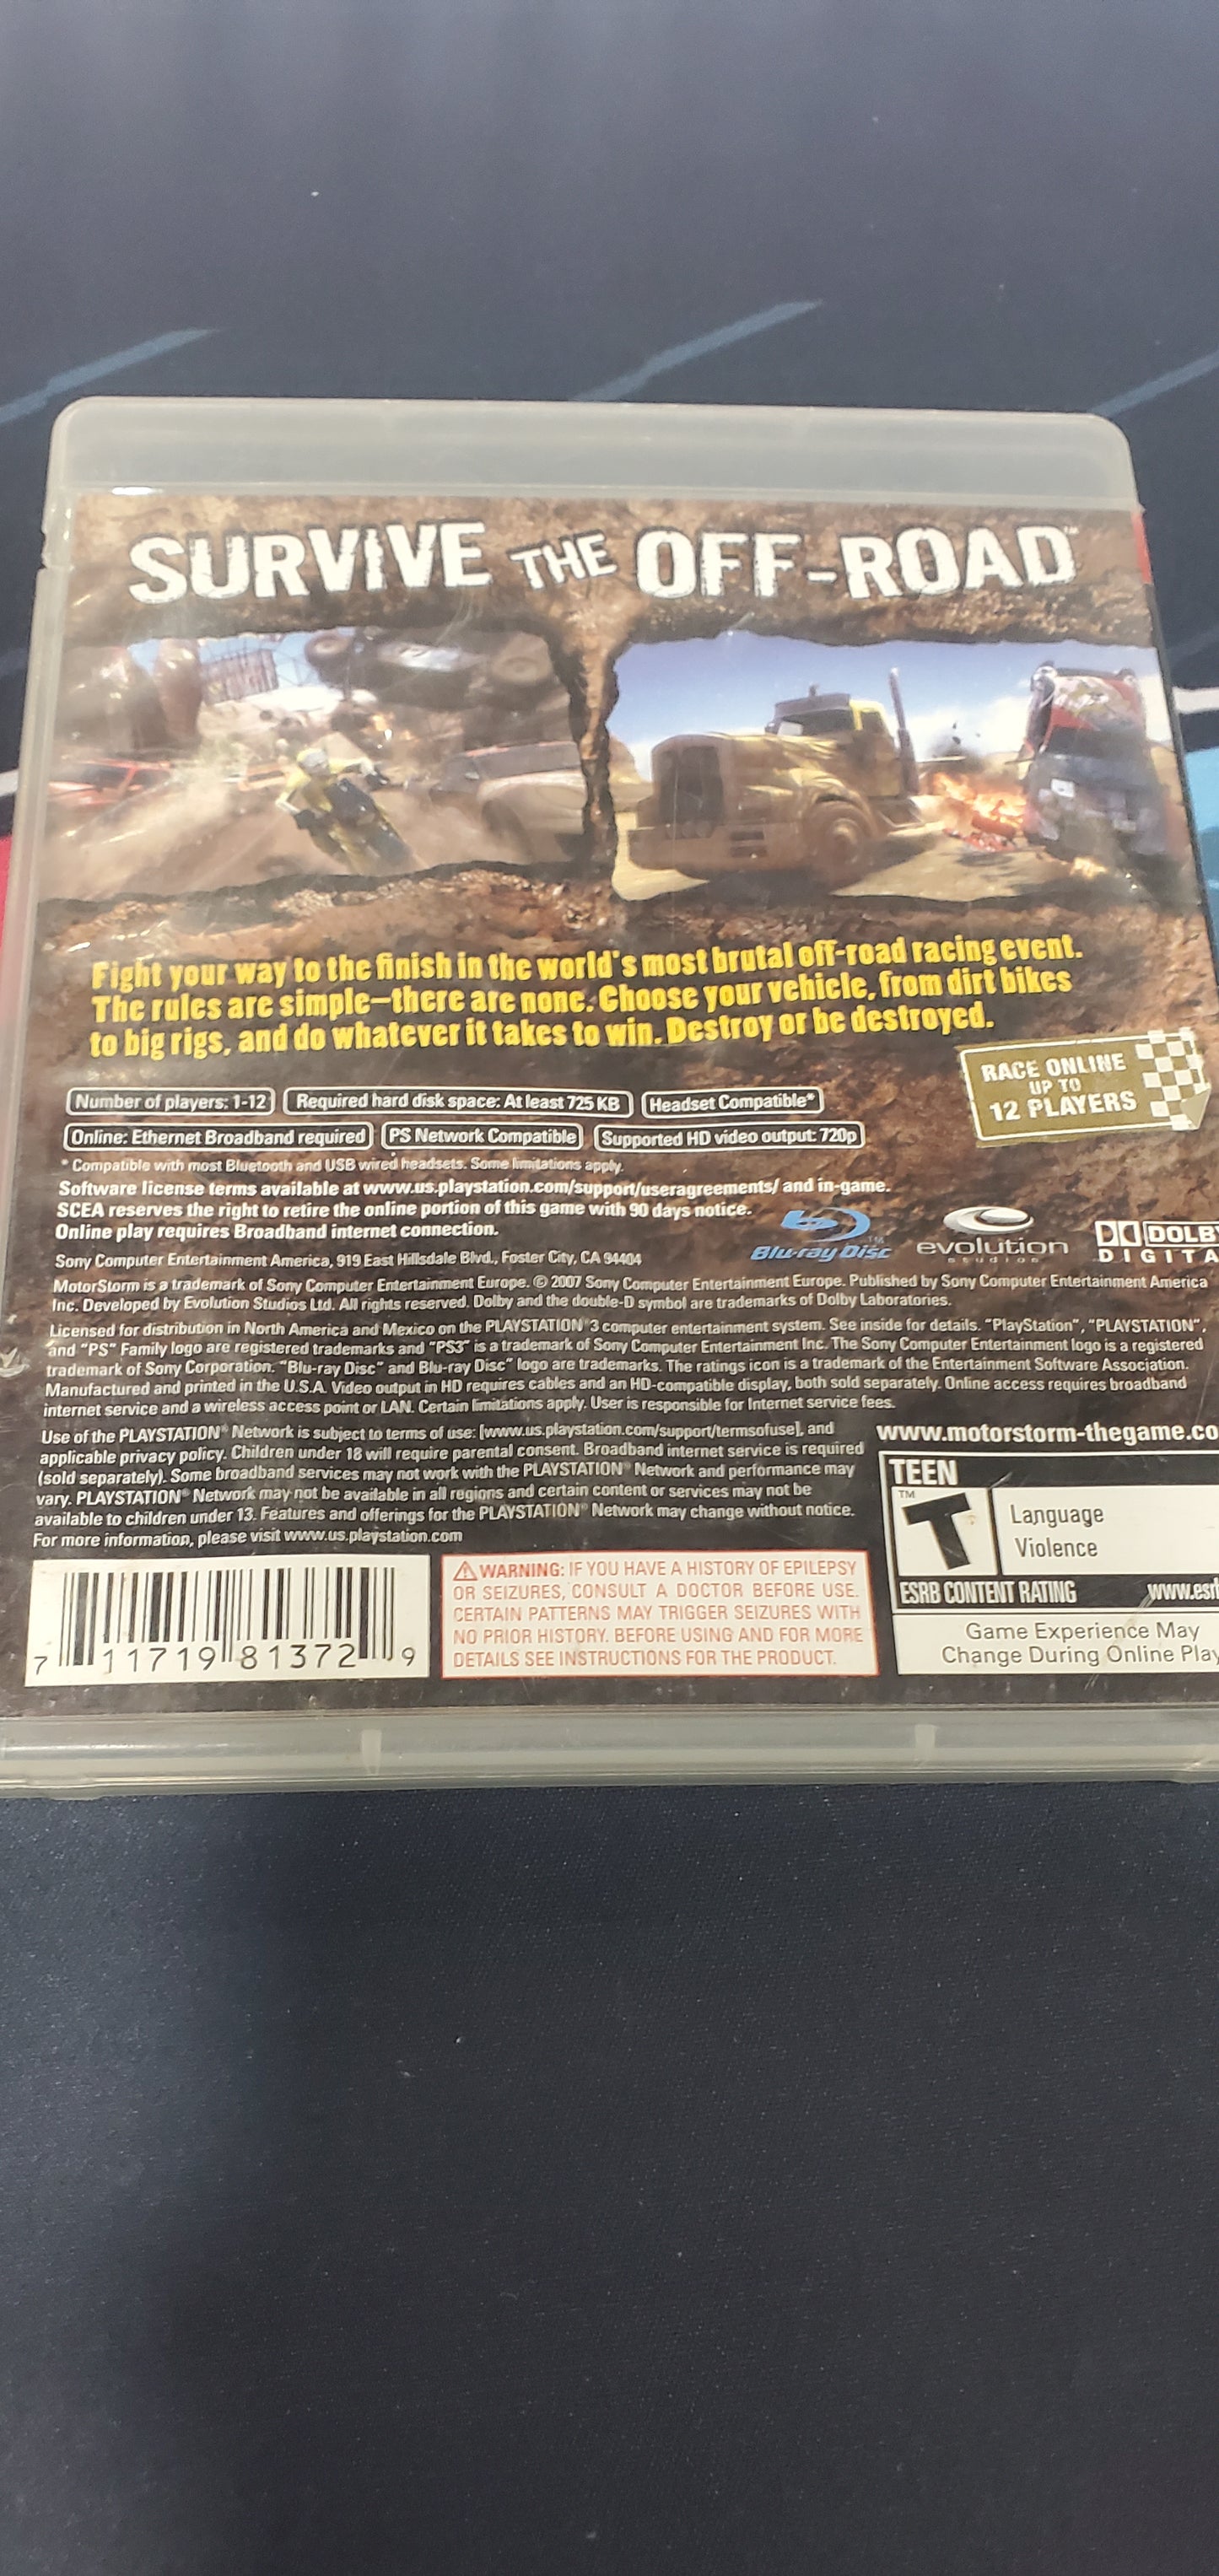 SURVIVE THE OFF-ROAD™
Fight your way to the finish in the world's most brutal off-road racing event.
The rules are simple—there are none. Choose your vehicle, from dirt bikes
to big rigs, and do whatever it takes to win. Destroy or be destroyed.
RACE ONLINE
UP TO
12 PLAYERS
Number of players: 1-12
Required hard disk space: At least 725 KB
Headset Compatible*
Online: Ethernet Broadband required
PS Network Compatible
Supported HD video output: 720p
* Compatible with most Bluetooth and USB wired headsets. Some limitations apply.
Software license terms available at www.us.playstation.com/support/useragreements/ and in-game.
SCEA reserves the right to retire the online portion of this game with 90 days notice.
Online play requires Broadband internet connection.
Blu-ray Disc™
evolution
studios
DOLBY
DIGITA
Sony Computer Entertainment America, 919 East Hillsdale Blvd., Foster City, CA 94404
MotorStorm is a trademark of Sony Computer Entertainment Europe. © 2007 Sony Computer Entertainment Europe. Published by Sony Computer Entertainment America
Inc. Developed by Evolution Studios Ltd. All rights reserved. Dolby and the double-D symbol are trademarks of Dolby Laboratories.
Licensed for distribution in North America and Mexico on the PLAYSTATION®3 computer entertainment system. See inside for details. "PlayStation", "PLAYSTATION",
and "PS" Family logo are registered trademarks and "PS3" is a trademark of Sony Computer Entertainment Inc. The Sony Computer Entertainment logo is a registered
trademark of Sony Corporation. "Blu-ray Disc" and Blu-ray Disc" logo are trademarks. The ratings icon is a trademark of the Entertainment Software Association.
Manufactured and printed in the U.S.A. Video output in HD requires cables and an HD-compatible display, both sold separately. Online access requires broadband
internet service and a wireless access point or LAN. Certain limitations apply. User is responsible for Internet service fees.
Use of the PLAYSTATION® Network is subject to terms of use: [www.us.playstation.com/support/termsofuse], and
applicable privacy policy. Children under 18 will require parental consent. Broadband internet service is required
(sold separately). Some broadband services may not work with the PLAYSTATION® Network and performance may
vary. PLAYSTATION® Network may not be available in all regions and certain content or services may not be
available to children under 13. Features and offerings for the PLAYSTATION® Network may change without notice.
For more information, please visit www.us.playstation.com
www.motorstorm-thegame.co
TEEN
™
T
Language
Violence
ESRB CONTENT RATING
www.esrb
Game Experience May
Change During Online Play
7 11719 81372 9
WARNING: IF YOU HAVE A HISTORY OF EPILEPSY
OR SEIZURES, CONSULT A DOCTOR BEFORE USE.
CERTAIN PATTERNS MAY TRIGGER SEIZURES WITH
NO PRIOR HISTORY. BEFORE USING AND FOR MORE
DETAILS SEE INSTRUCTIONS FOR THE PRODUCT.